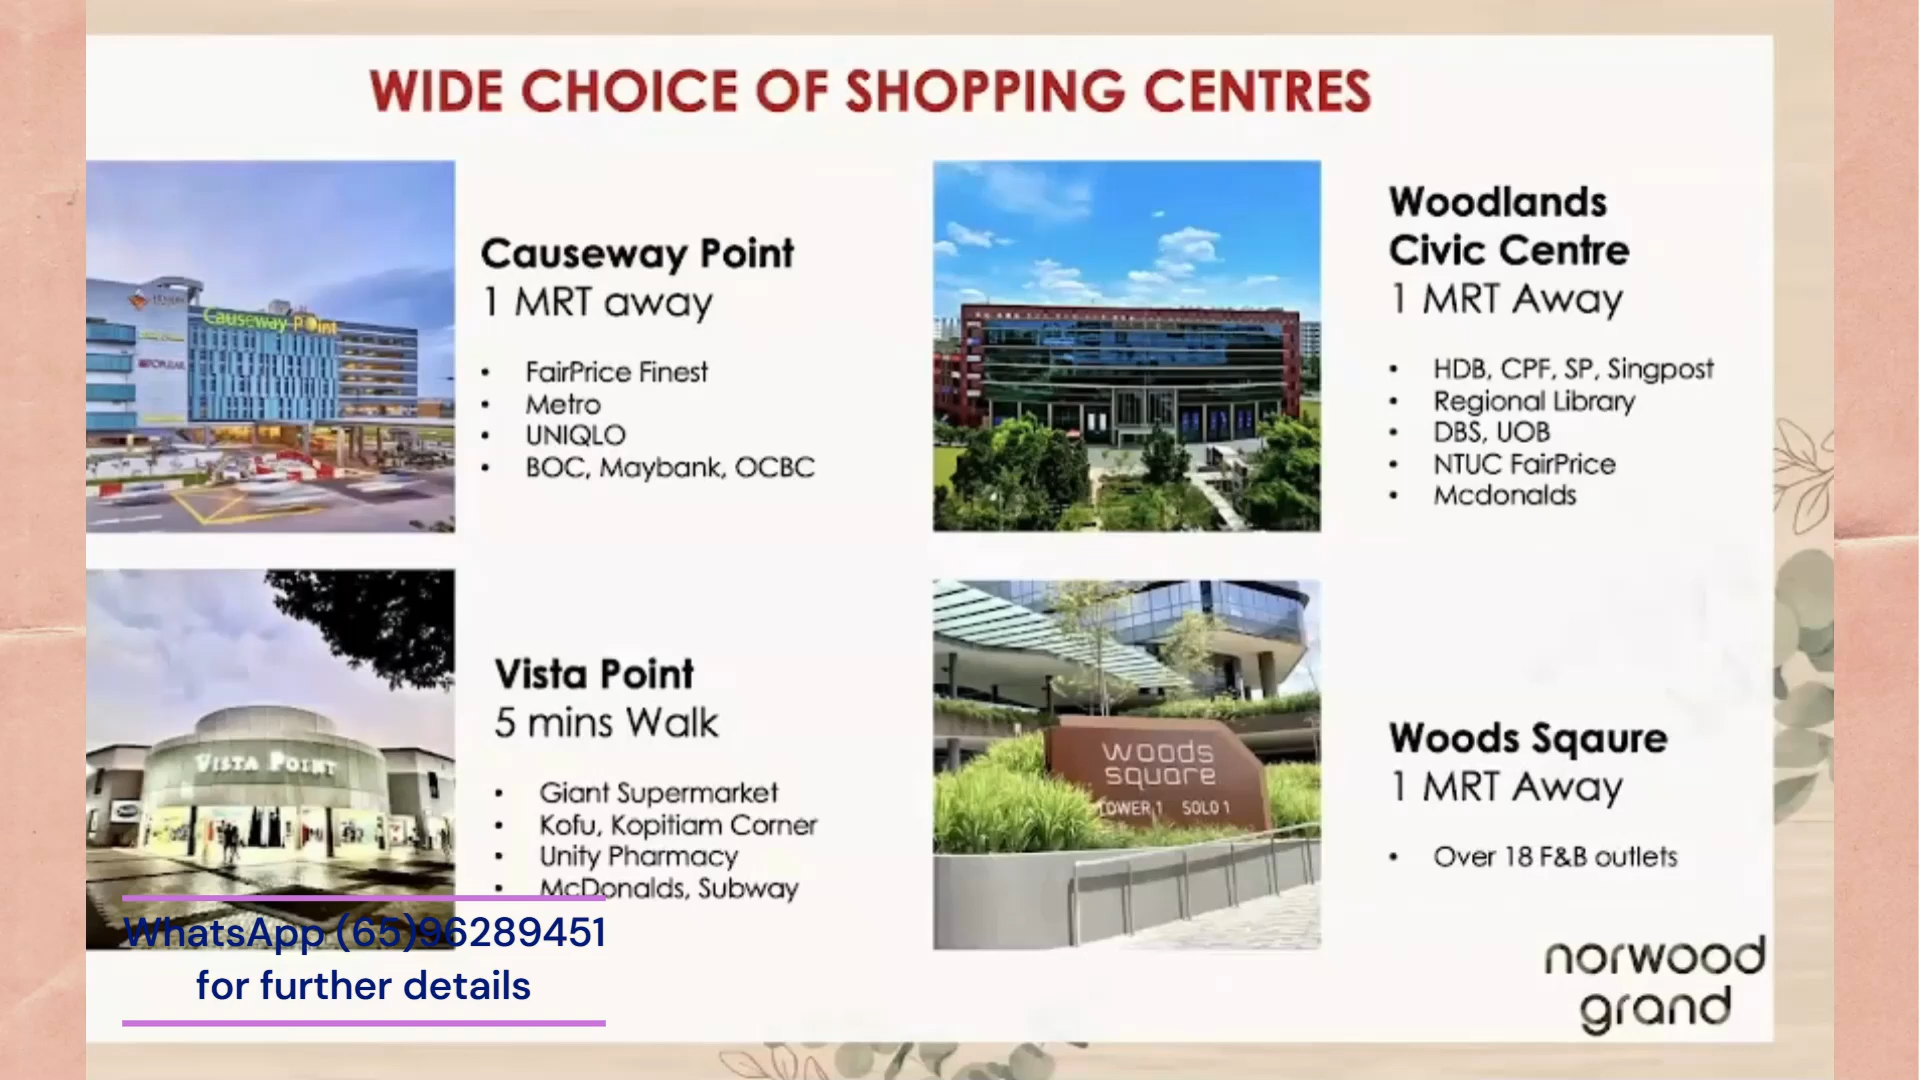 WIDE CHOICE OF SHOPPING CENTRES
Causeway Point
Causeway Point
1 MRT away
• FairPrice Finest
• Metro
• UNIQLO
• BOC, Maybank, OCBC
Woodlands
Civic Centre
1 MRT Away
• HDB, CPF, SP, Singpost
• Regional Library
• DBS, UOB
• NTUC FairPrice
• Mcdonalds
VISTA POINT
Vista Point
5 mins Walk
• Giant Supermarket
• Kofu, Kopitiam Corner
• Unity Pharmacy
• McDonalds, Subway
woods
square
TOWER 1 SOLO 1
Woods Sqaure
1 MRT Away
• Over 18 F&B outlets
WhatsApp (65)96289451
for further details
norwood
grand